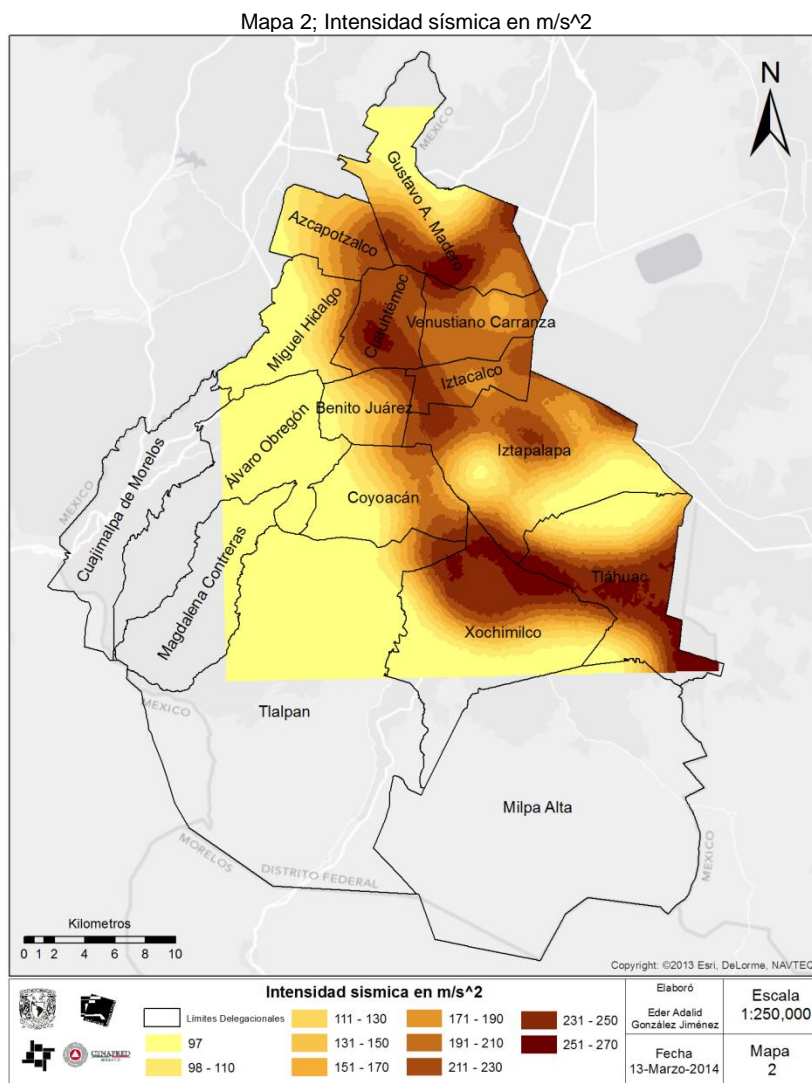 Mapa 2; Intensidad sísmica en m/s^2
N
MEXICO
Gustavo A. Madero
Azcapotzalco
Miguel Hidalgo
Cuauhtémoc
Venustiano Carranza
Iztacalco
Benito Juárez
Iztapalapa
Álvaro Obregón
Cuajimalpa de Morelos
MEXICO
Coyoacán
Magdalena Contreras
Tláhuac
Xochimilco
MEXICO
Tlalpan
Milpa Alta
MORELOS
DISTRITO FEDERAL
MEXICO
Kilometros
0 1 2 4 6 8 10
Copyright: ©2013 Esri, DeLorme, NAVTEQ
Intensidad sismica en m/s^2
Límites Delegacionales
97
98 - 110
111 - 130
131 - 150
151 - 170
171 - 190
191 - 210
211 - 230
231 - 250
251 - 270
CENAPRED
MÉXICO
Elaboró
Eder Adalid
González Jiménez
Fecha
13-Marzo-2014
Escala
1:250,000
Mapa
2